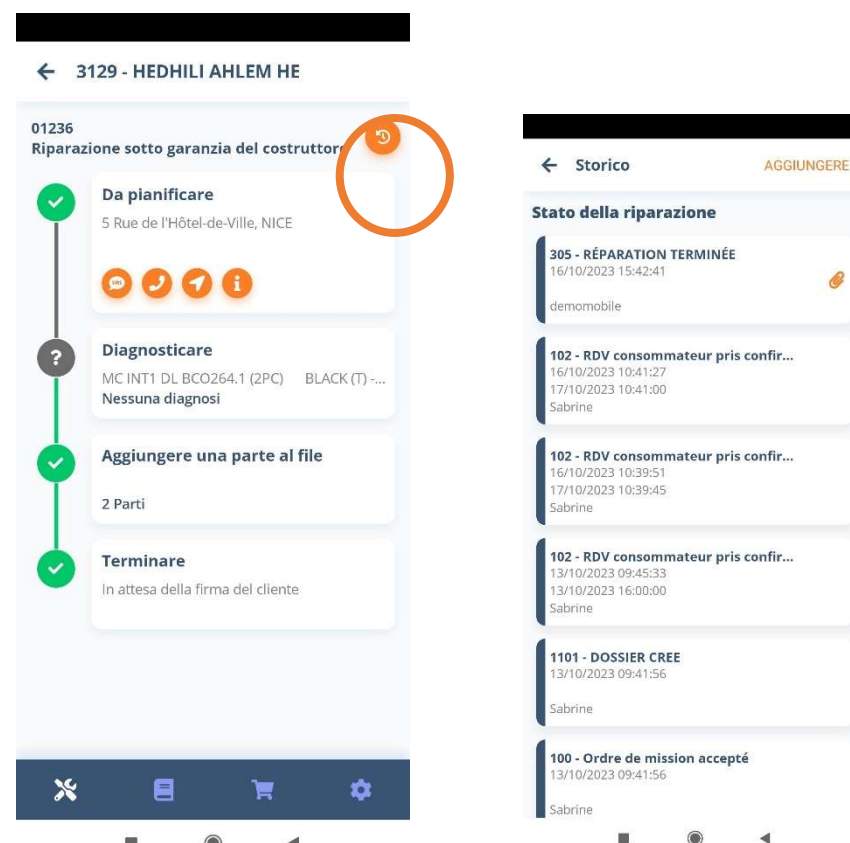 3129 - HEDHILI AHLEM HE
01236
Riparazione sotto garanzia del costruttore
Da pianificare
5 Rue de l'Hôtel-de-Ville, NICE
SMS
Diagnosticare
MC INT1 DL BCO264.1 (2PC) BLACK (T) -...
Nessuna diagnosi
Aggiungere una parte al file
2 Parti
Terminare
In attesa della firma del cliente
Storico
AGGIUNGERE
Stato della riparazione
305 - RÉPARATION TERMINÉE
16/10/2023 15:42:41
demomobile
102 - RDV consommateur pris confir...
16/10/2023 10:41:27
17/10/2023 10:41:00
Sabrine
102 - RDV consommateur pris confir...
16/10/2023 10:39:51
17/10/2023 10:39:45
Sabrine
102 - RDV consommateur pris confir...
13/10/2023 09:45:33
13/10/2023 16:00:00
Sabrine
1101 - DOSSIER CREE
13/10/2023 09:41:56
Sabrine
100 - Ordre de mission accepté
13/10/2023 09:41:56
Sabrine